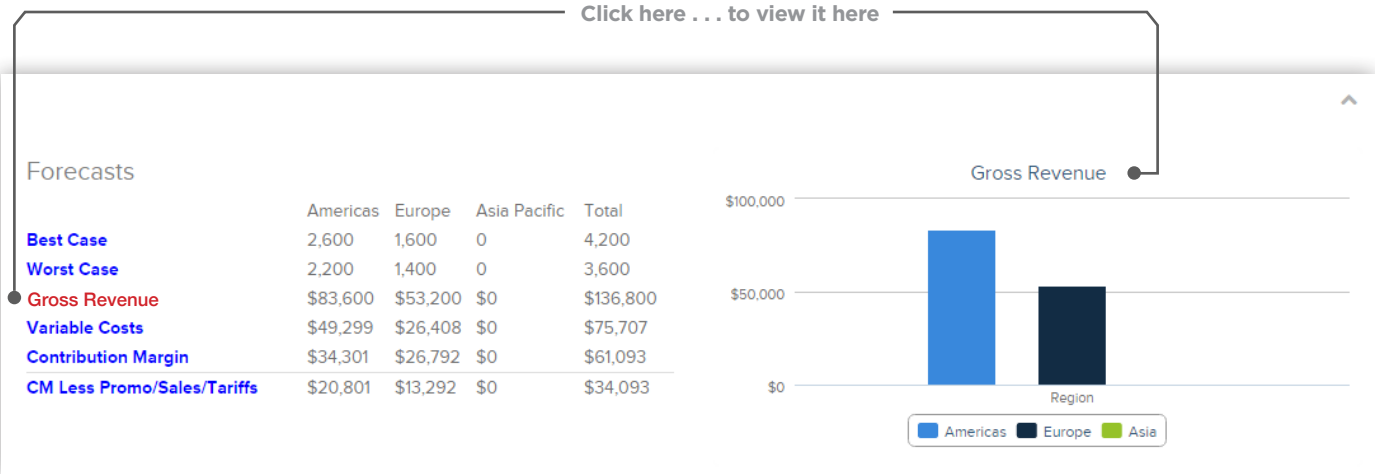 Click here . . . to view it here
Forecasts
Americas Europe Asia Pacific Total
Best Case 2,600 1,600 0 4,200
Worst Case 2,200 1,400 0 3,600
Gross Revenue $83,600 $53,200 $0 $136,800
Variable Costs $49,299 $26,408 $0 $75,707
Contribution Margin $34,301 $26,792 $0 $61,093
CM Less Promo/Sales/Tariffs $20,801 $13,292 $0 $34,093
Gross Revenue
$100,000
$50,000
$0
Region
Americas Europe Asia